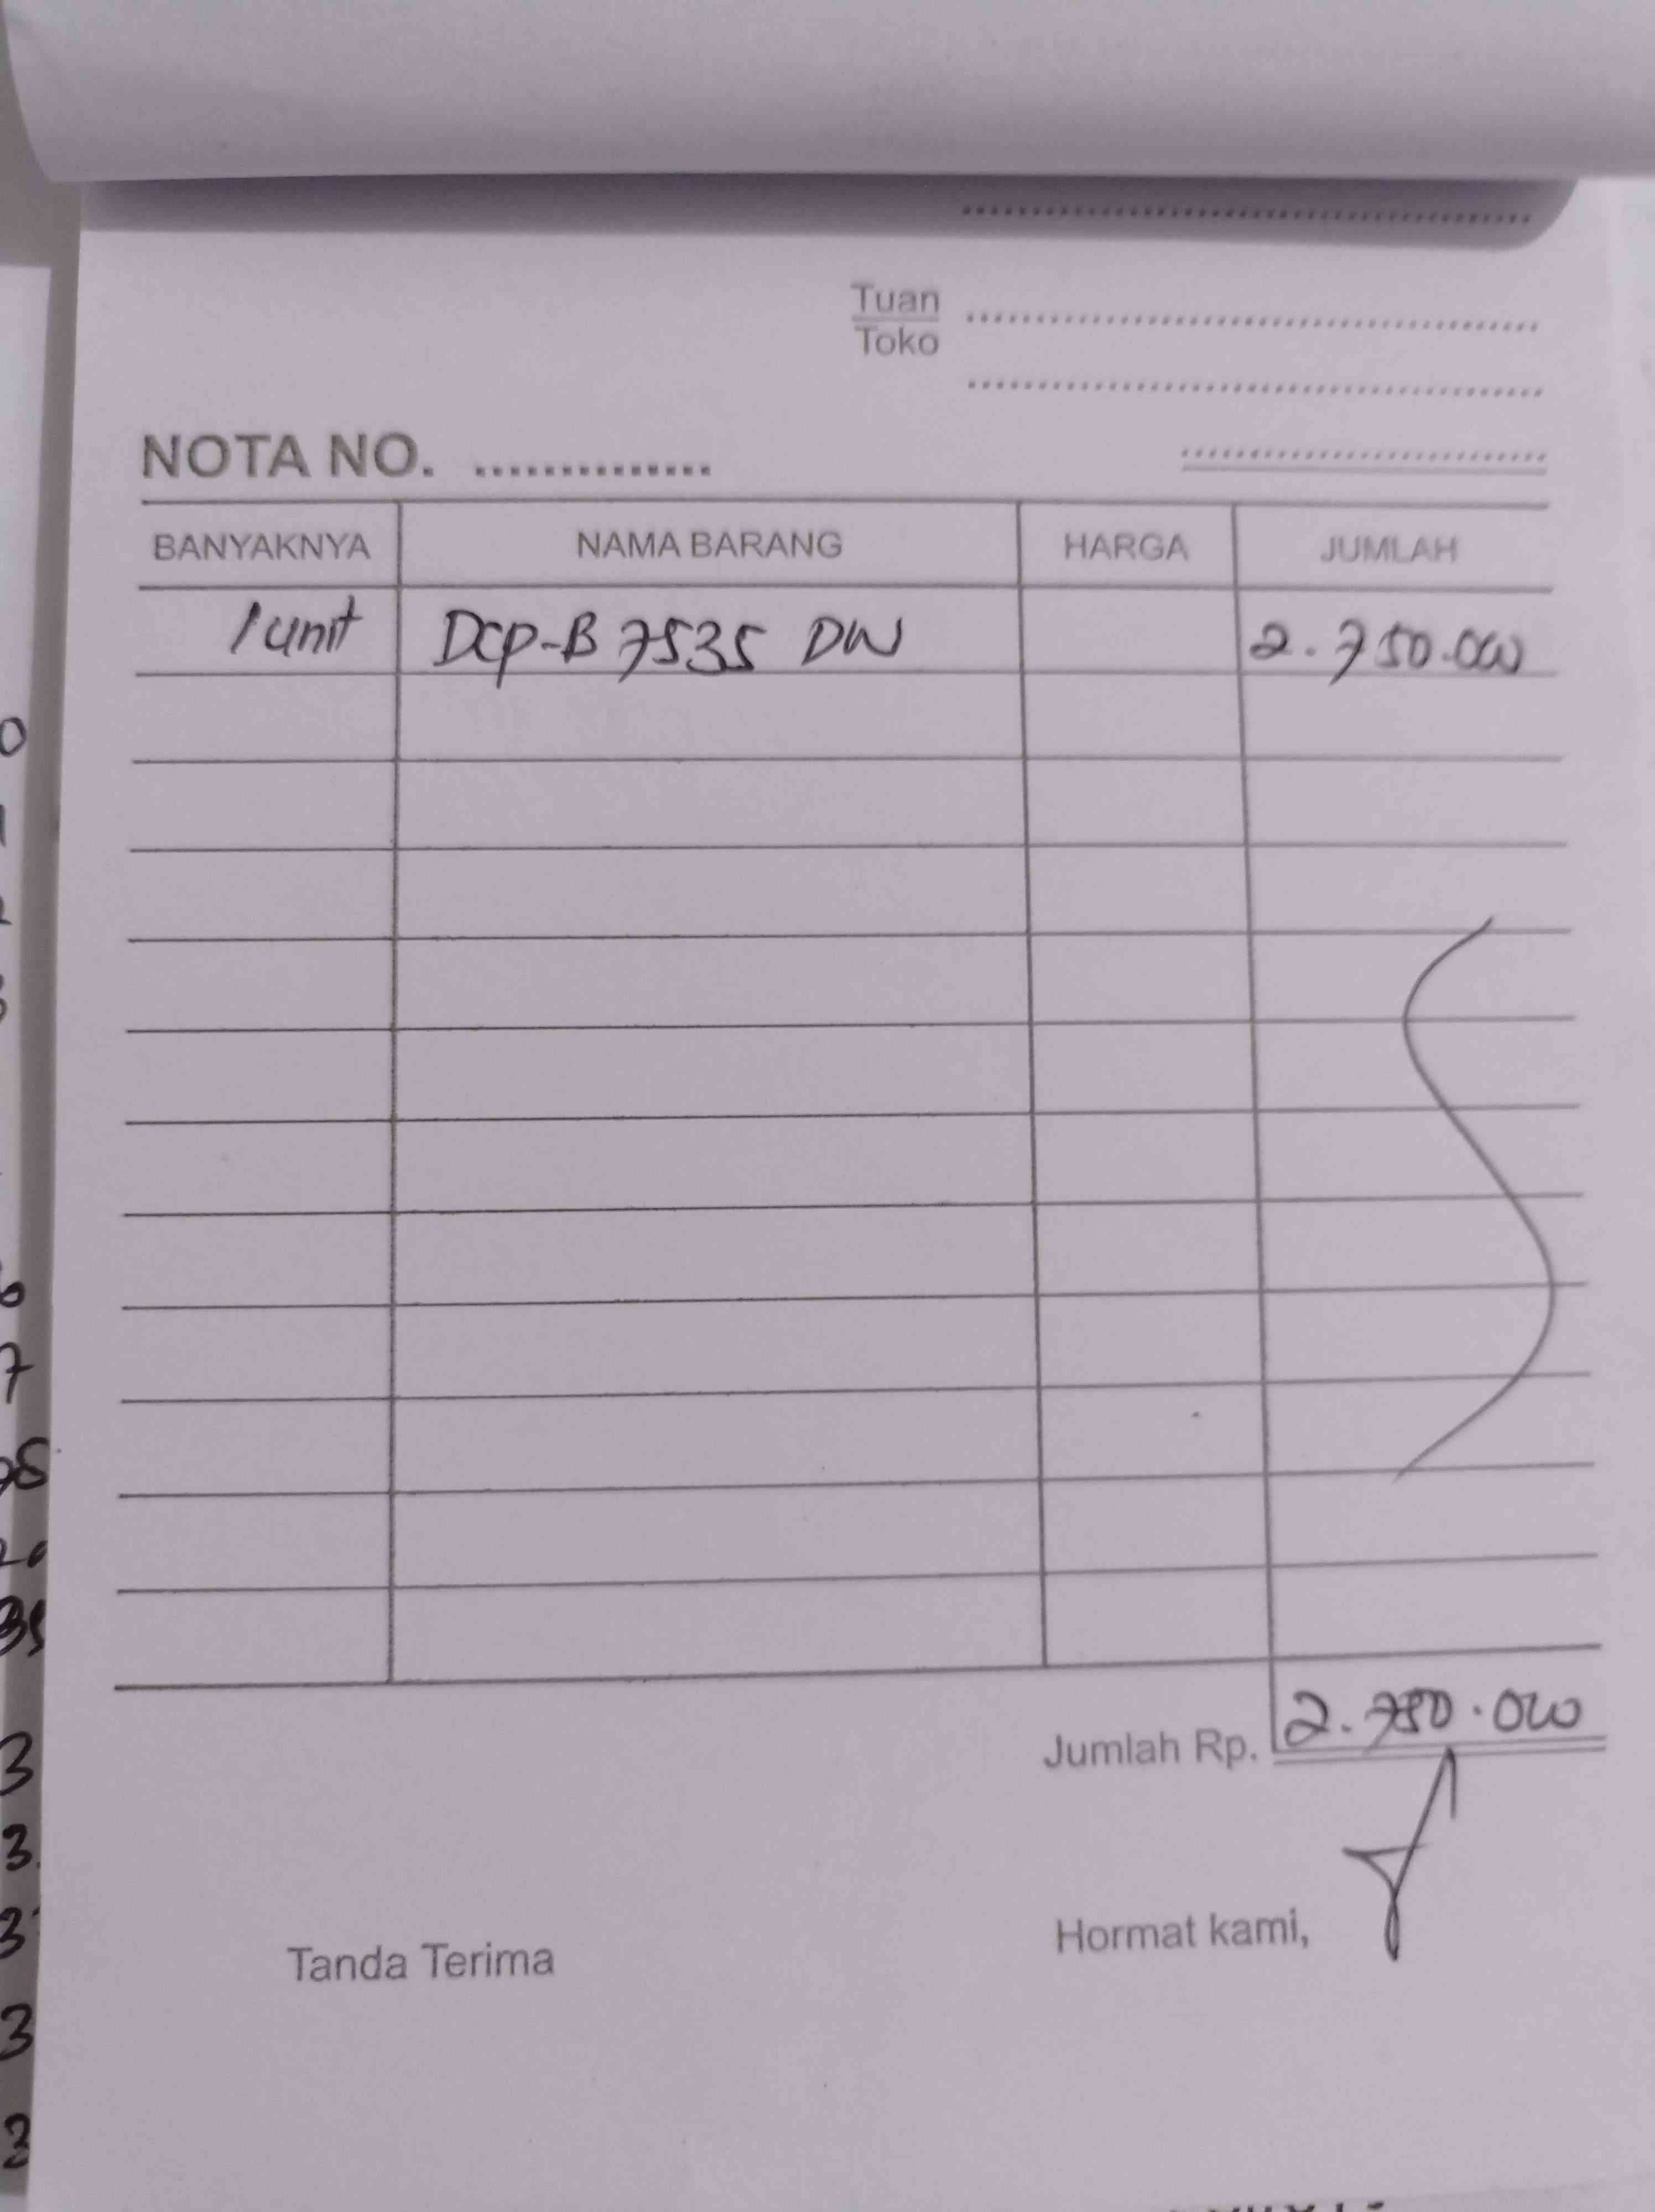 Tuan
Toko
NOTA NO. ..............
BANYAKNYA NAMA BARANG HARGA JUMLAH
1 unit DCP-B 7535 DW 2.750.000
Jumlah Rp. 2.750.000
Tanda Terima Hormat kami,